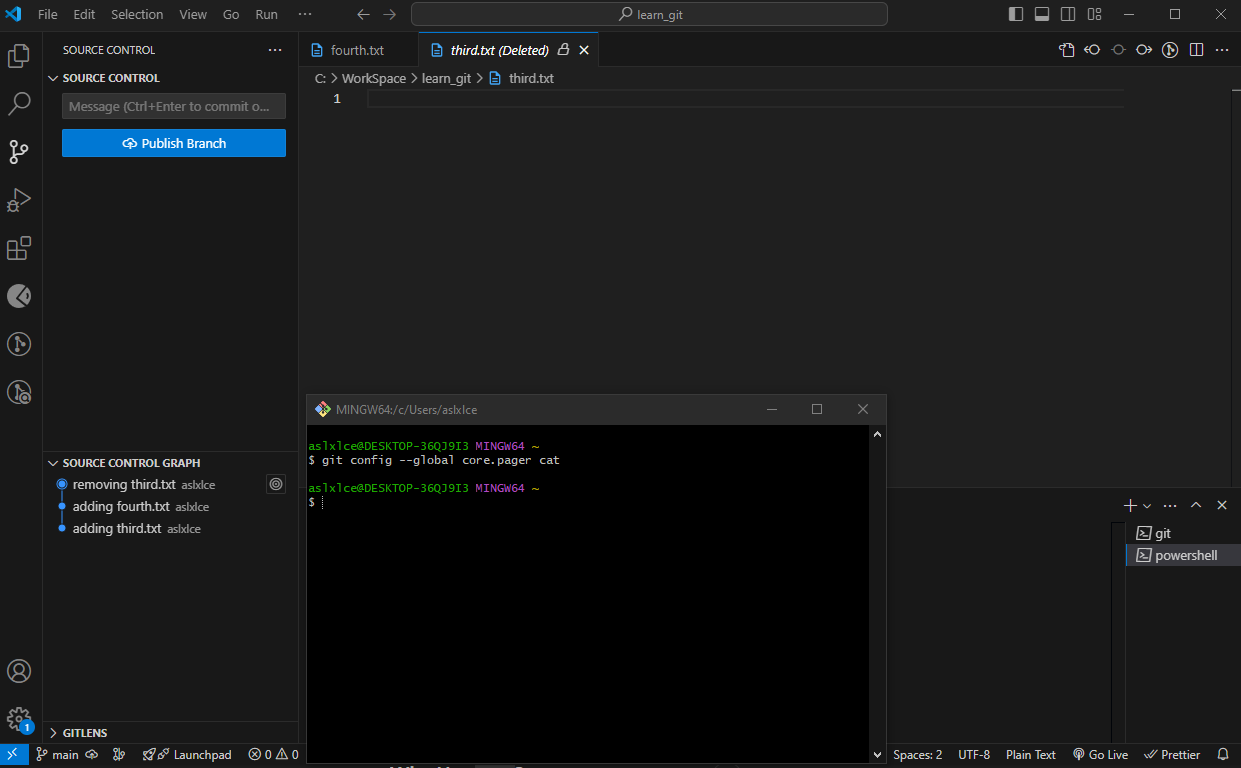 File Edit Selection View Go Run ··· learn_git
SOURCE CONTROL ···
SOURCE CONTROL
Message (Ctrl+Enter to commit o...
Publish Branch
fourth.txt
third.txt (Deleted)
C: > WorkSpace > learn_git > third.txt
1
MINGW64:/c/Users/aslxlce
aslxlce@DESKTOP-36QJ9I3 MINGW64 ~
$ git config --global core.pager cat
aslxlce@DESKTOP-36QJ9I3 MINGW64 ~
$
SOURCE CONTROL GRAPH
removing third.txt aslxlce
adding fourth.txt aslxlce
adding third.txt aslxlce
git
powershell
GITLENS
1
main Launchpad 0 0 Spaces: 2 UTF-8 Plain Text Go Live Prettier